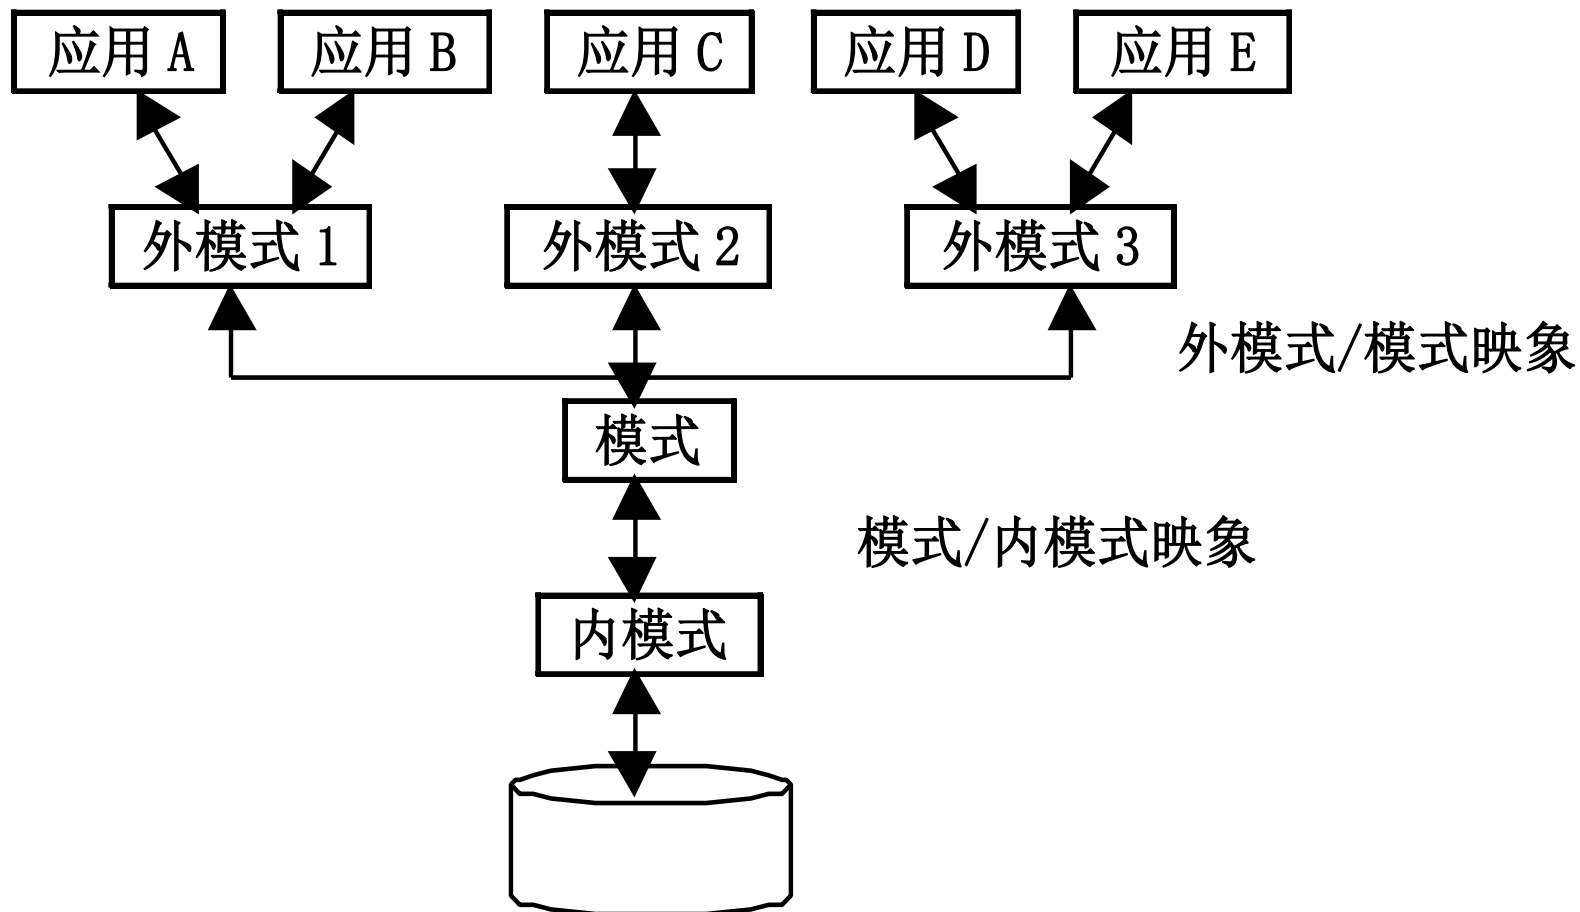 应用 A
应用 B
应用 C
应用 D
应用 E
外模式 1
外模式 2
外模式 3
外模式/模式映象
模式
模式/内模式映象
内模式